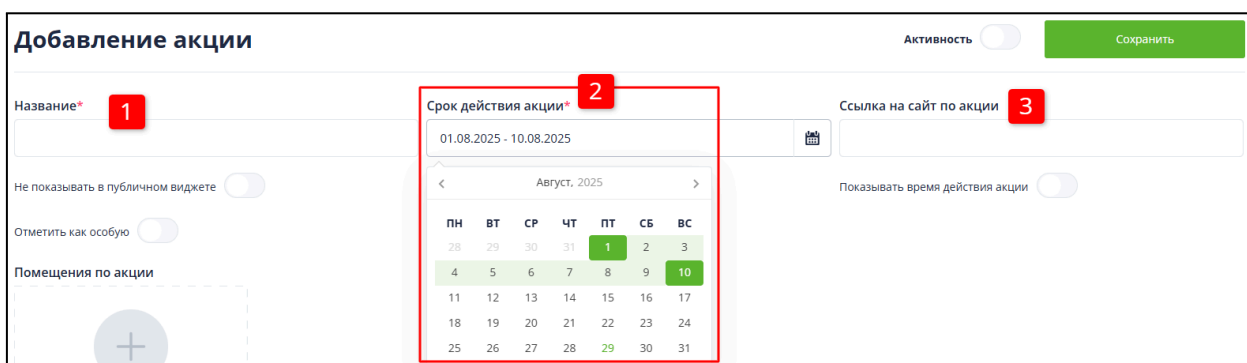 Добавление акции
Активность
Сохранить
Название*
1
Срок действия акции*
2
Ссылка на сайт по акции
3
01.08.2025 - 10.08.2025
Не показывать в публичном виджете
Показывать время действия акции
Отметить как особую
Помещения по акции
Август, 2025
ПН ВТ СР ЧТ ПТ СБ ВС
28 29 30 31 1 2 3
4 5 6 7 8 9 10
11 12 13 14 15 16 17
18 19 20 21 22 23 24
25 26 27 28 29 30 31